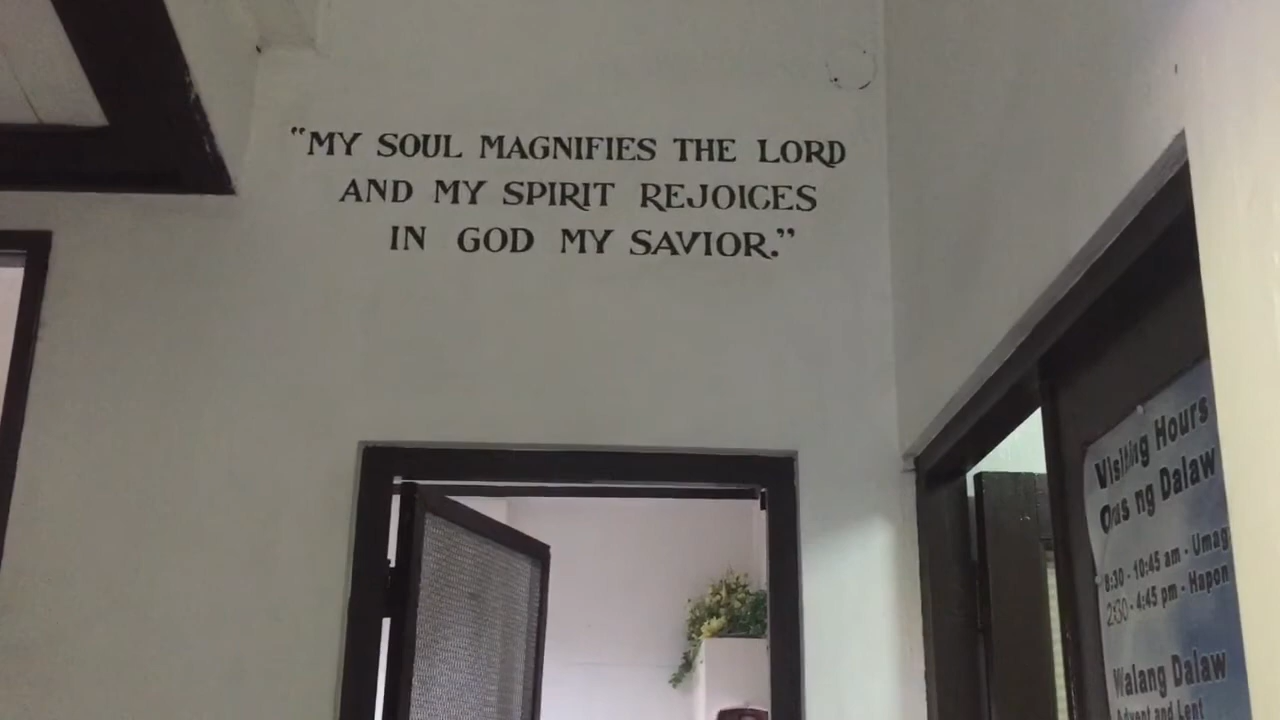 “MY SOUL MAGNIFIES THE LORD
AND MY SPIRIT REJOICES
IN GOD MY SAVIOR.”
Visiting Hours
Oras ng Dalaw
8:30 - 10:45 am - Umag
2:30 - 4:45 pm - Hapon
Walang Dalaw
Advent and Lent